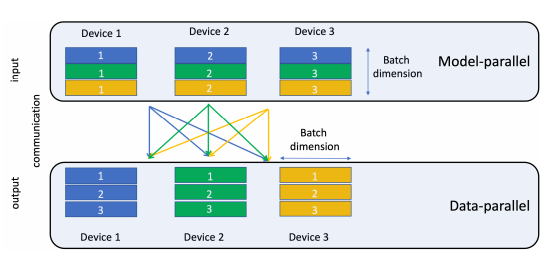 Device 1 Device 2 Device 3
1 2 3
1 2 3
1 2 3
Batch
dimension
Model-parallel
input
communication
output
Batch
dimension
1 1 1
2 2 2
3 3 3
Data-parallel
Device 1 Device 2 Device 3